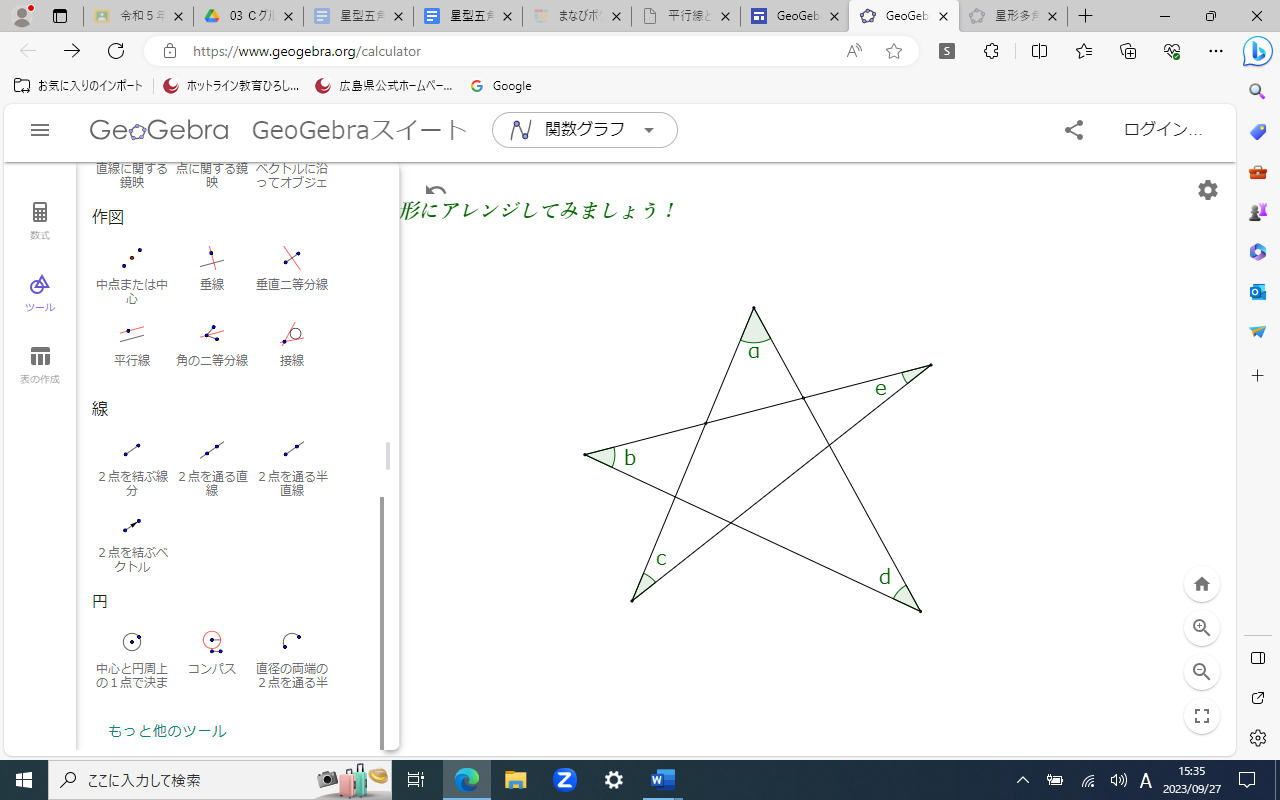 令和５年
03 Cグル
星型五角
星型五角
まなびポケ
平行線と
GeoGeb
GeoGeb
星形多角
https://www.geogebra.org/calculator
お気に入りのインポート
ホットライン教育ひろし...
広島県公式ホームペー...
Google
GeoGebra
GeoGebraスイート
関数グラフ
ログイン...
数式
ツール
表の作成
直線に関する鏡映
点に関する鏡映
ベクトルに沿ってオブジェ
作図
中点または中心
垂線
垂直二等分線
平行線
角の二等分線
接線
線
２点を結ぶ線分
２点を通る直線
２点を通る半直線
２点を結ぶベクトル
円
中心と円周上の１点で決ま
コンパス
直径の両端の２点を通る半
もっと他のツール
形にアレンジしてみましょう！
a
e
b
c
d
ここに入力して検索
A
15:35
2023/09/27